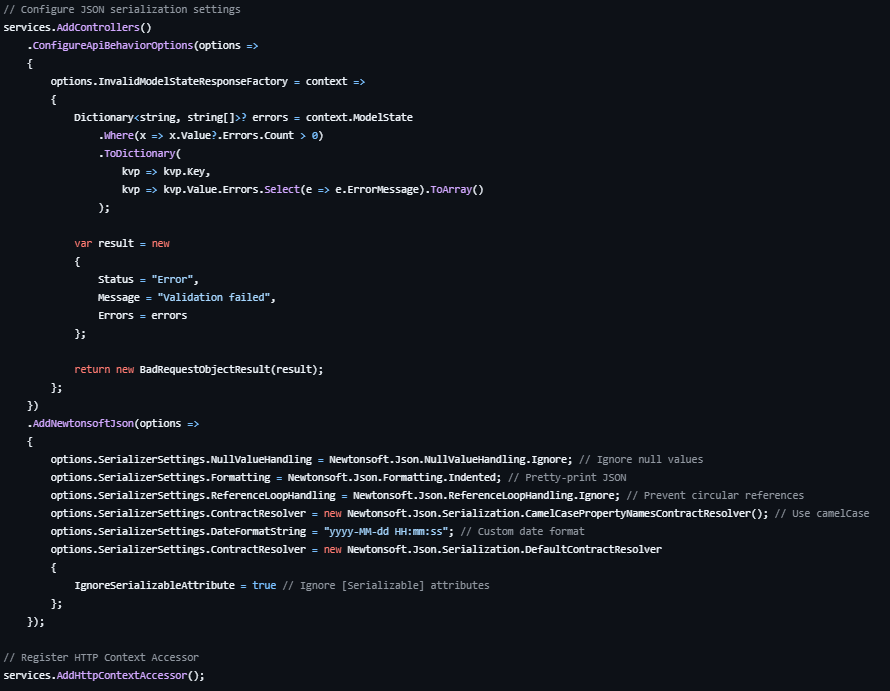 // Configure JSON serialization settings
services.AddControllers()
    .ConfigureApiBehaviorOptions(options =>
    {
        options.InvalidModelStateResponseFactory = context =>
        {
            Dictionary<string, string[]>? errors = context.ModelState
                .Where(x => x.Value?.Errors.Count > 0)
                .ToDictionary(
                    kvp => kvp.Key,
                    kvp => kvp.Value.Errors.Select(e => e.ErrorMessage).ToArray()
                );

            var result = new
            {
                Status = "Error",
                Message = "Validation failed",
                Errors = errors
            };

            return new BadRequestObjectResult(result);
        };
    })
    .AddNewtonsoftJson(options =>
    {
        options.SerializerSettings.NullValueHandling = Newtonsoft.Json.NullValueHandling.Ignore; // Ignore null values
        options.SerializerSettings.Formatting = Newtonsoft.Json.Formatting.Indented; // Pretty-print JSON
        options.SerializerSettings.ReferenceLoopHandling = Newtonsoft.Json.ReferenceLoopHandling.Ignore; // Prevent circular references
        options.SerializerSettings.ContractResolver = new Newtonsoft.Json.Serialization.CamelCasePropertyNamesContractResolver(); // Use camelCase
        options.SerializerSettings.DateFormatString = "yyyy-MM-dd HH:mm:ss"; // Custom date format
        options.SerializerSettings.ContractResolver = new Newtonsoft.Json.Serialization.DefaultContractResolver
        {
            IgnoreSerializableAttribute = true // Ignore [Serializable] attributes
        };
    });

// Register HTTP Context Accessor
services.AddHttpContextAccessor();